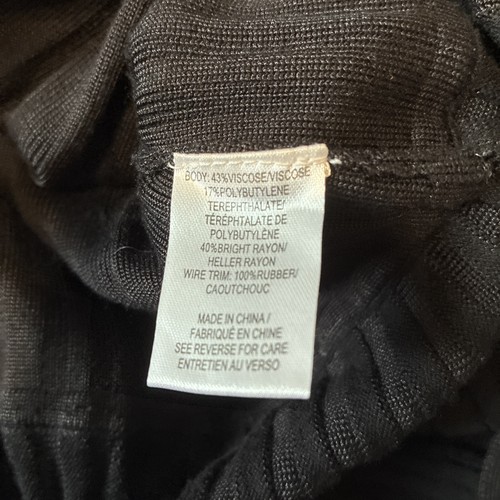 BODY: 43%VISCOSE/VISCOSE
17%POLYBUTYLENE
TEREPHTHALATE/
TÉRÉPHTALATE DE
POLYBUTYLÈNE
40%BRIGHT RAYON/
HELLER RAYON
WIRE TRIM: 100%RUBBER/
CAOUTCHOUC
MADE IN CHINA/
FABRIQUÉ EN CHINE
SEE REVERSE FOR CARE
ENTRETIEN AU VERSO